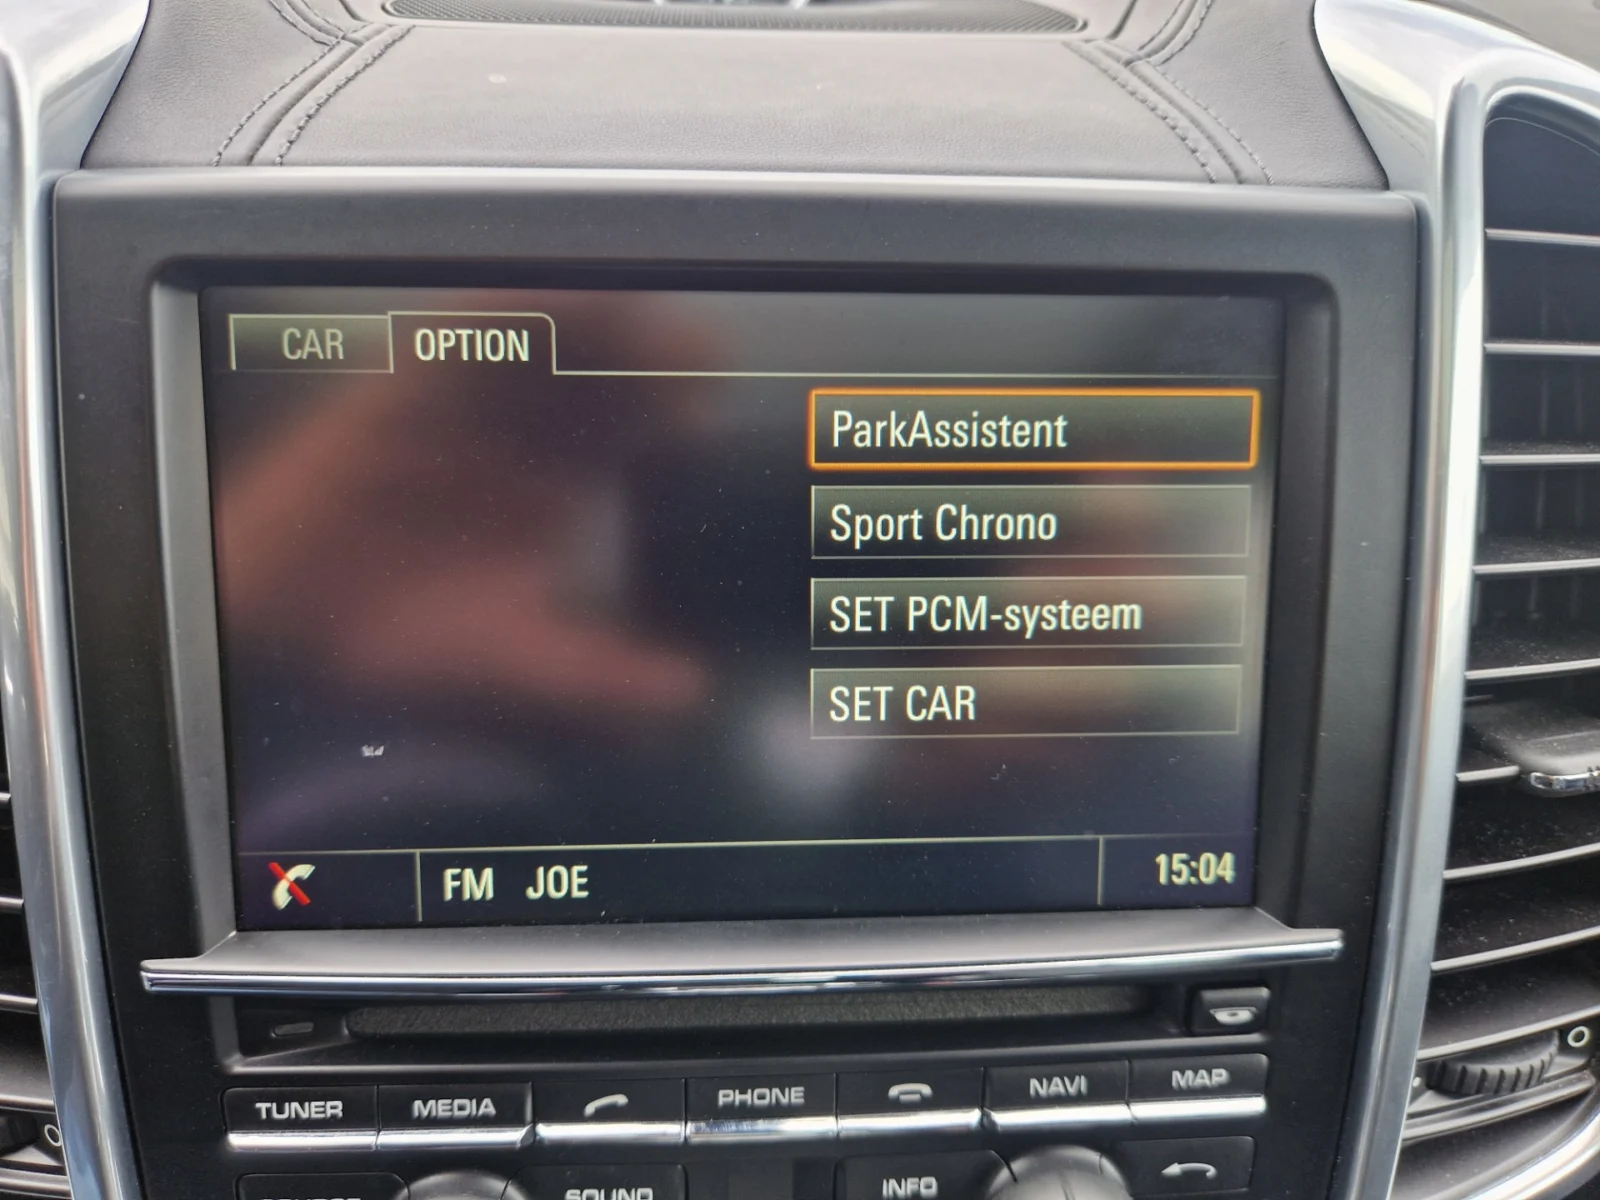 CAR OPTION
ParkAssistent
Sport Chrono
SET PCM-systeem
SET CAR
FM JOE 15:04
TUNER MEDIA PHONE NAVI MAP
SOUND INFO